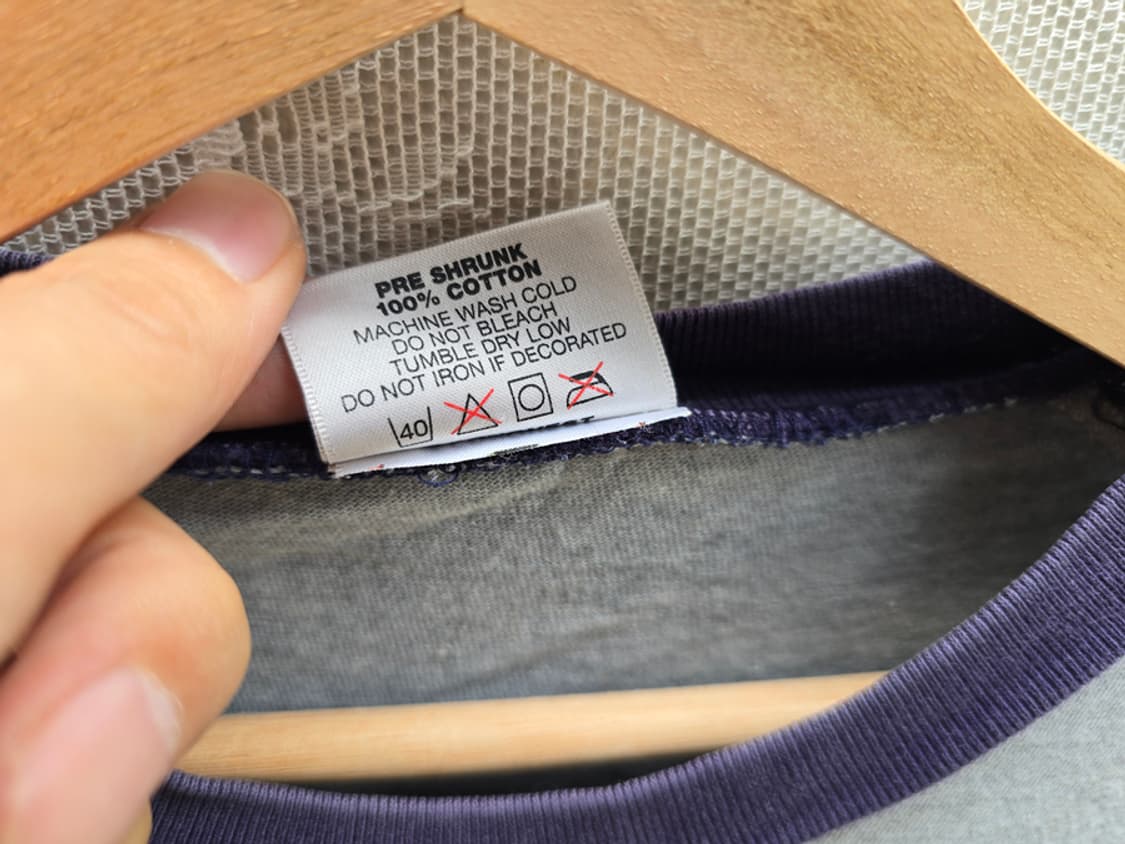 PRE SHRUNK
100% COTTON
MACHINE WASH COLD
DO NOT BLEACH
TUMBLE DRY LOW
DO NOT IRON IF DECORATED
40